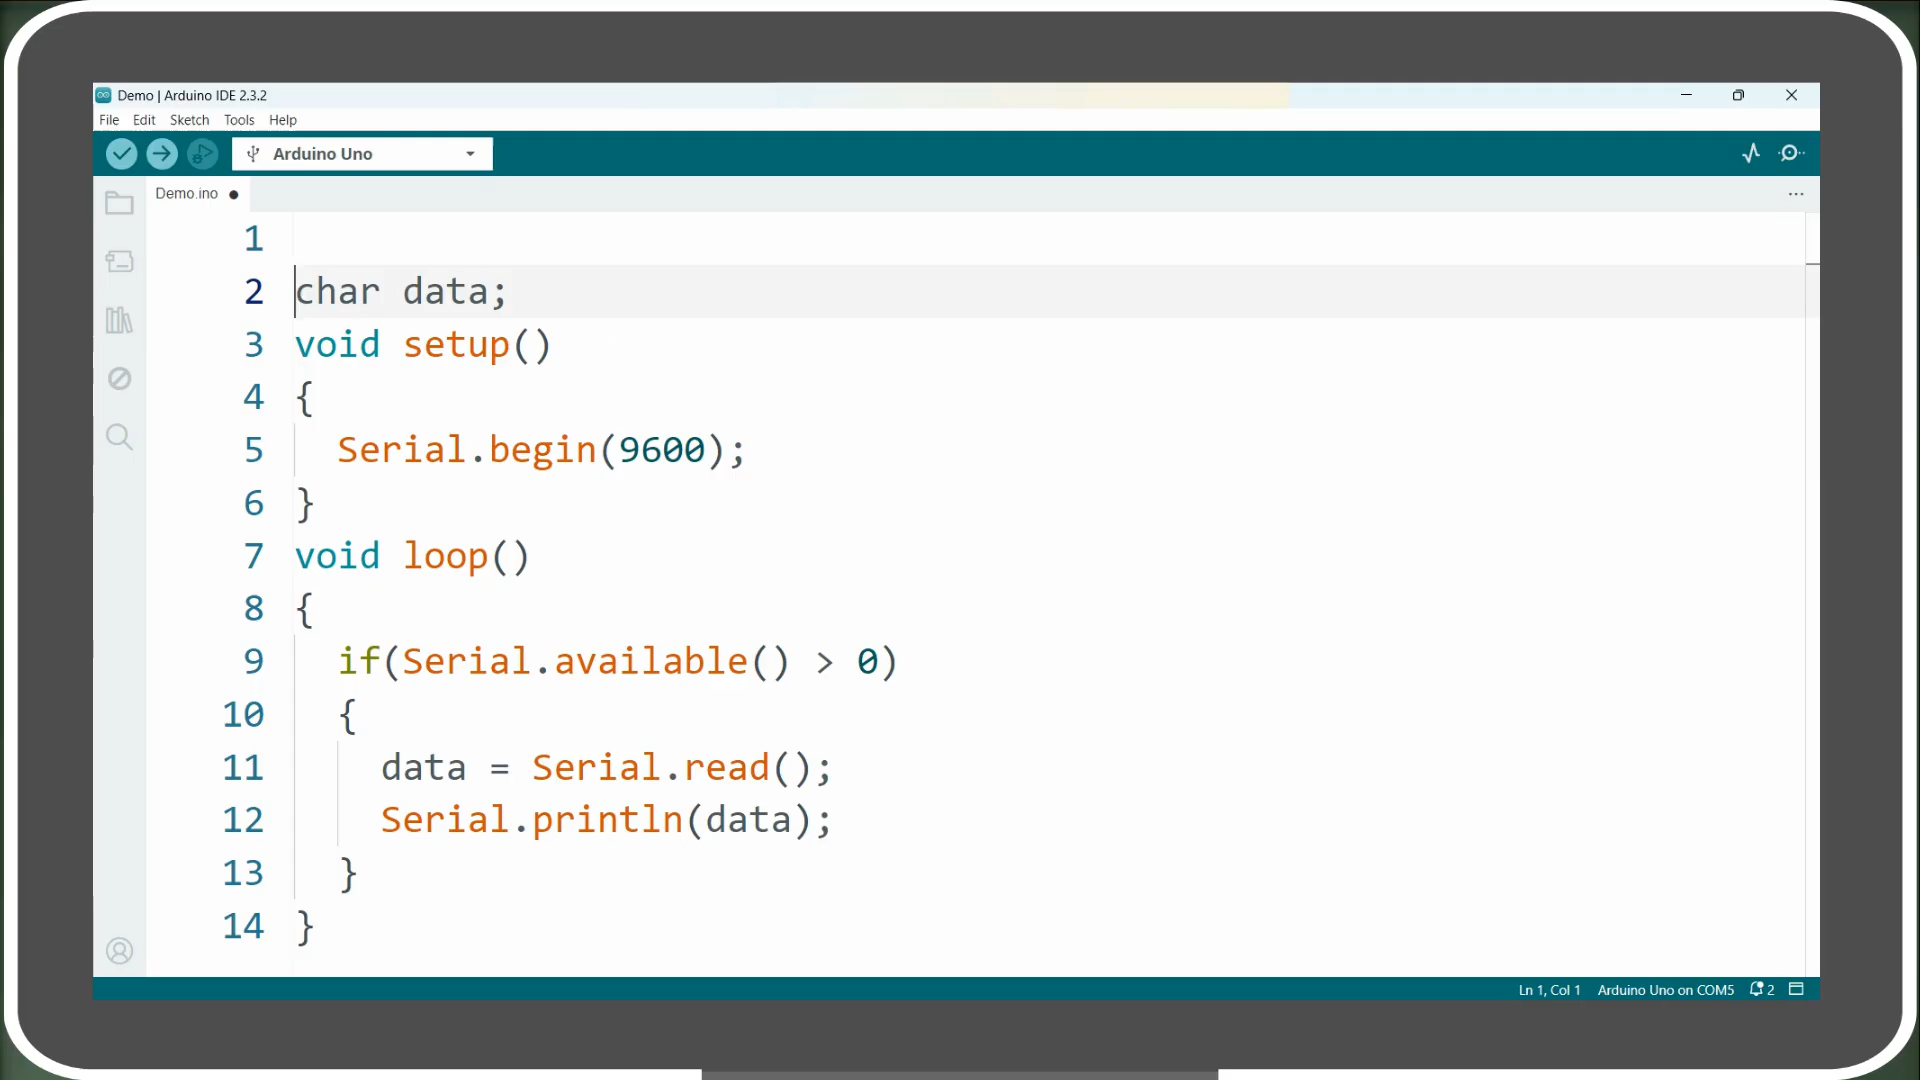 Demo | Arduino IDE 2.3.2
File Edit Sketch Tools Help
Arduino Uno
Demo.ino
1
2 char data;
3 void setup()
4 {
5 Serial.begin(9600);
6 }
7 void loop()
8 {
9 if(Serial.available() > 0)
10 {
11 data = Serial.read();
12 Serial.println(data);
13 }
14 }
Ln 1, Col 1 Arduino Uno on COM5 2